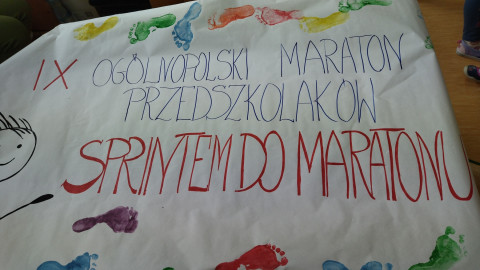 IX OGÓLNOPOLSKI MARATON
PRZEDSZKOLAKÓW
SPRINTEM DO MARATONU